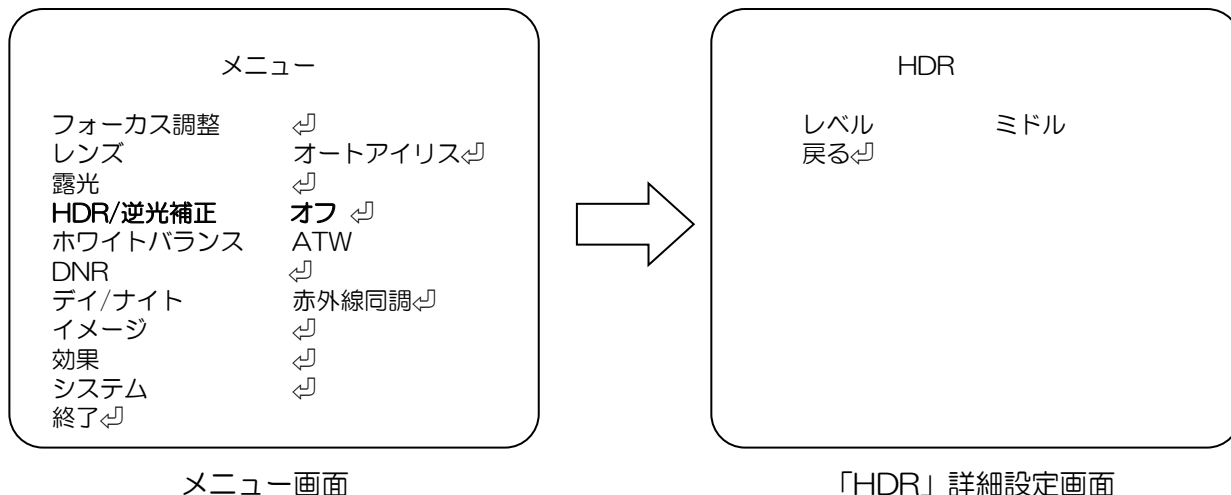 メニュー
フォーカス調整 ⏎
レンズ オートアイリス⏎
露光 ⏎
HDR/逆光補正 オフ ⏎
ホワイトバランス ATW
DNR ⏎
デイ/ナイト 赤外線同調⏎
イメージ ⏎
効果 ⏎
システム ⏎
終了⏎
メニュー画面
HDR
レベル ミドル
戻る⏎
「HDR」詳細設定画面